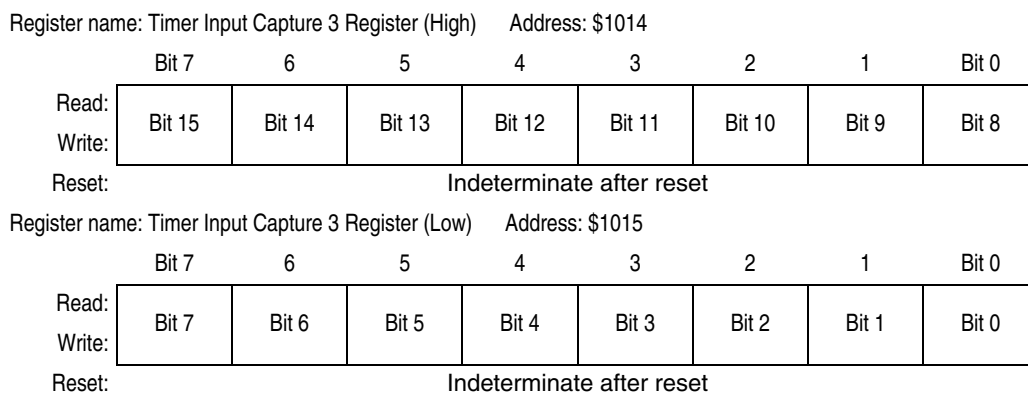 Register name: Timer Input Capture 3 Register (High) Address: $1014
Bit 7 6 5 4 3 2 1 Bit 0
Read:
Bit 15 Bit 14 Bit 13 Bit 12 Bit 11 Bit 10 Bit 9 Bit 8
Write:
Reset: Indeterminate after reset
Register name: Timer Input Capture 3 Register (Low) Address: $1015
Bit 7 6 5 4 3 2 1 Bit 0
Read:
Bit 7 Bit 6 Bit 5 Bit 4 Bit 3 Bit 2 Bit 1 Bit 0
Write:
Reset: Indeterminate after reset